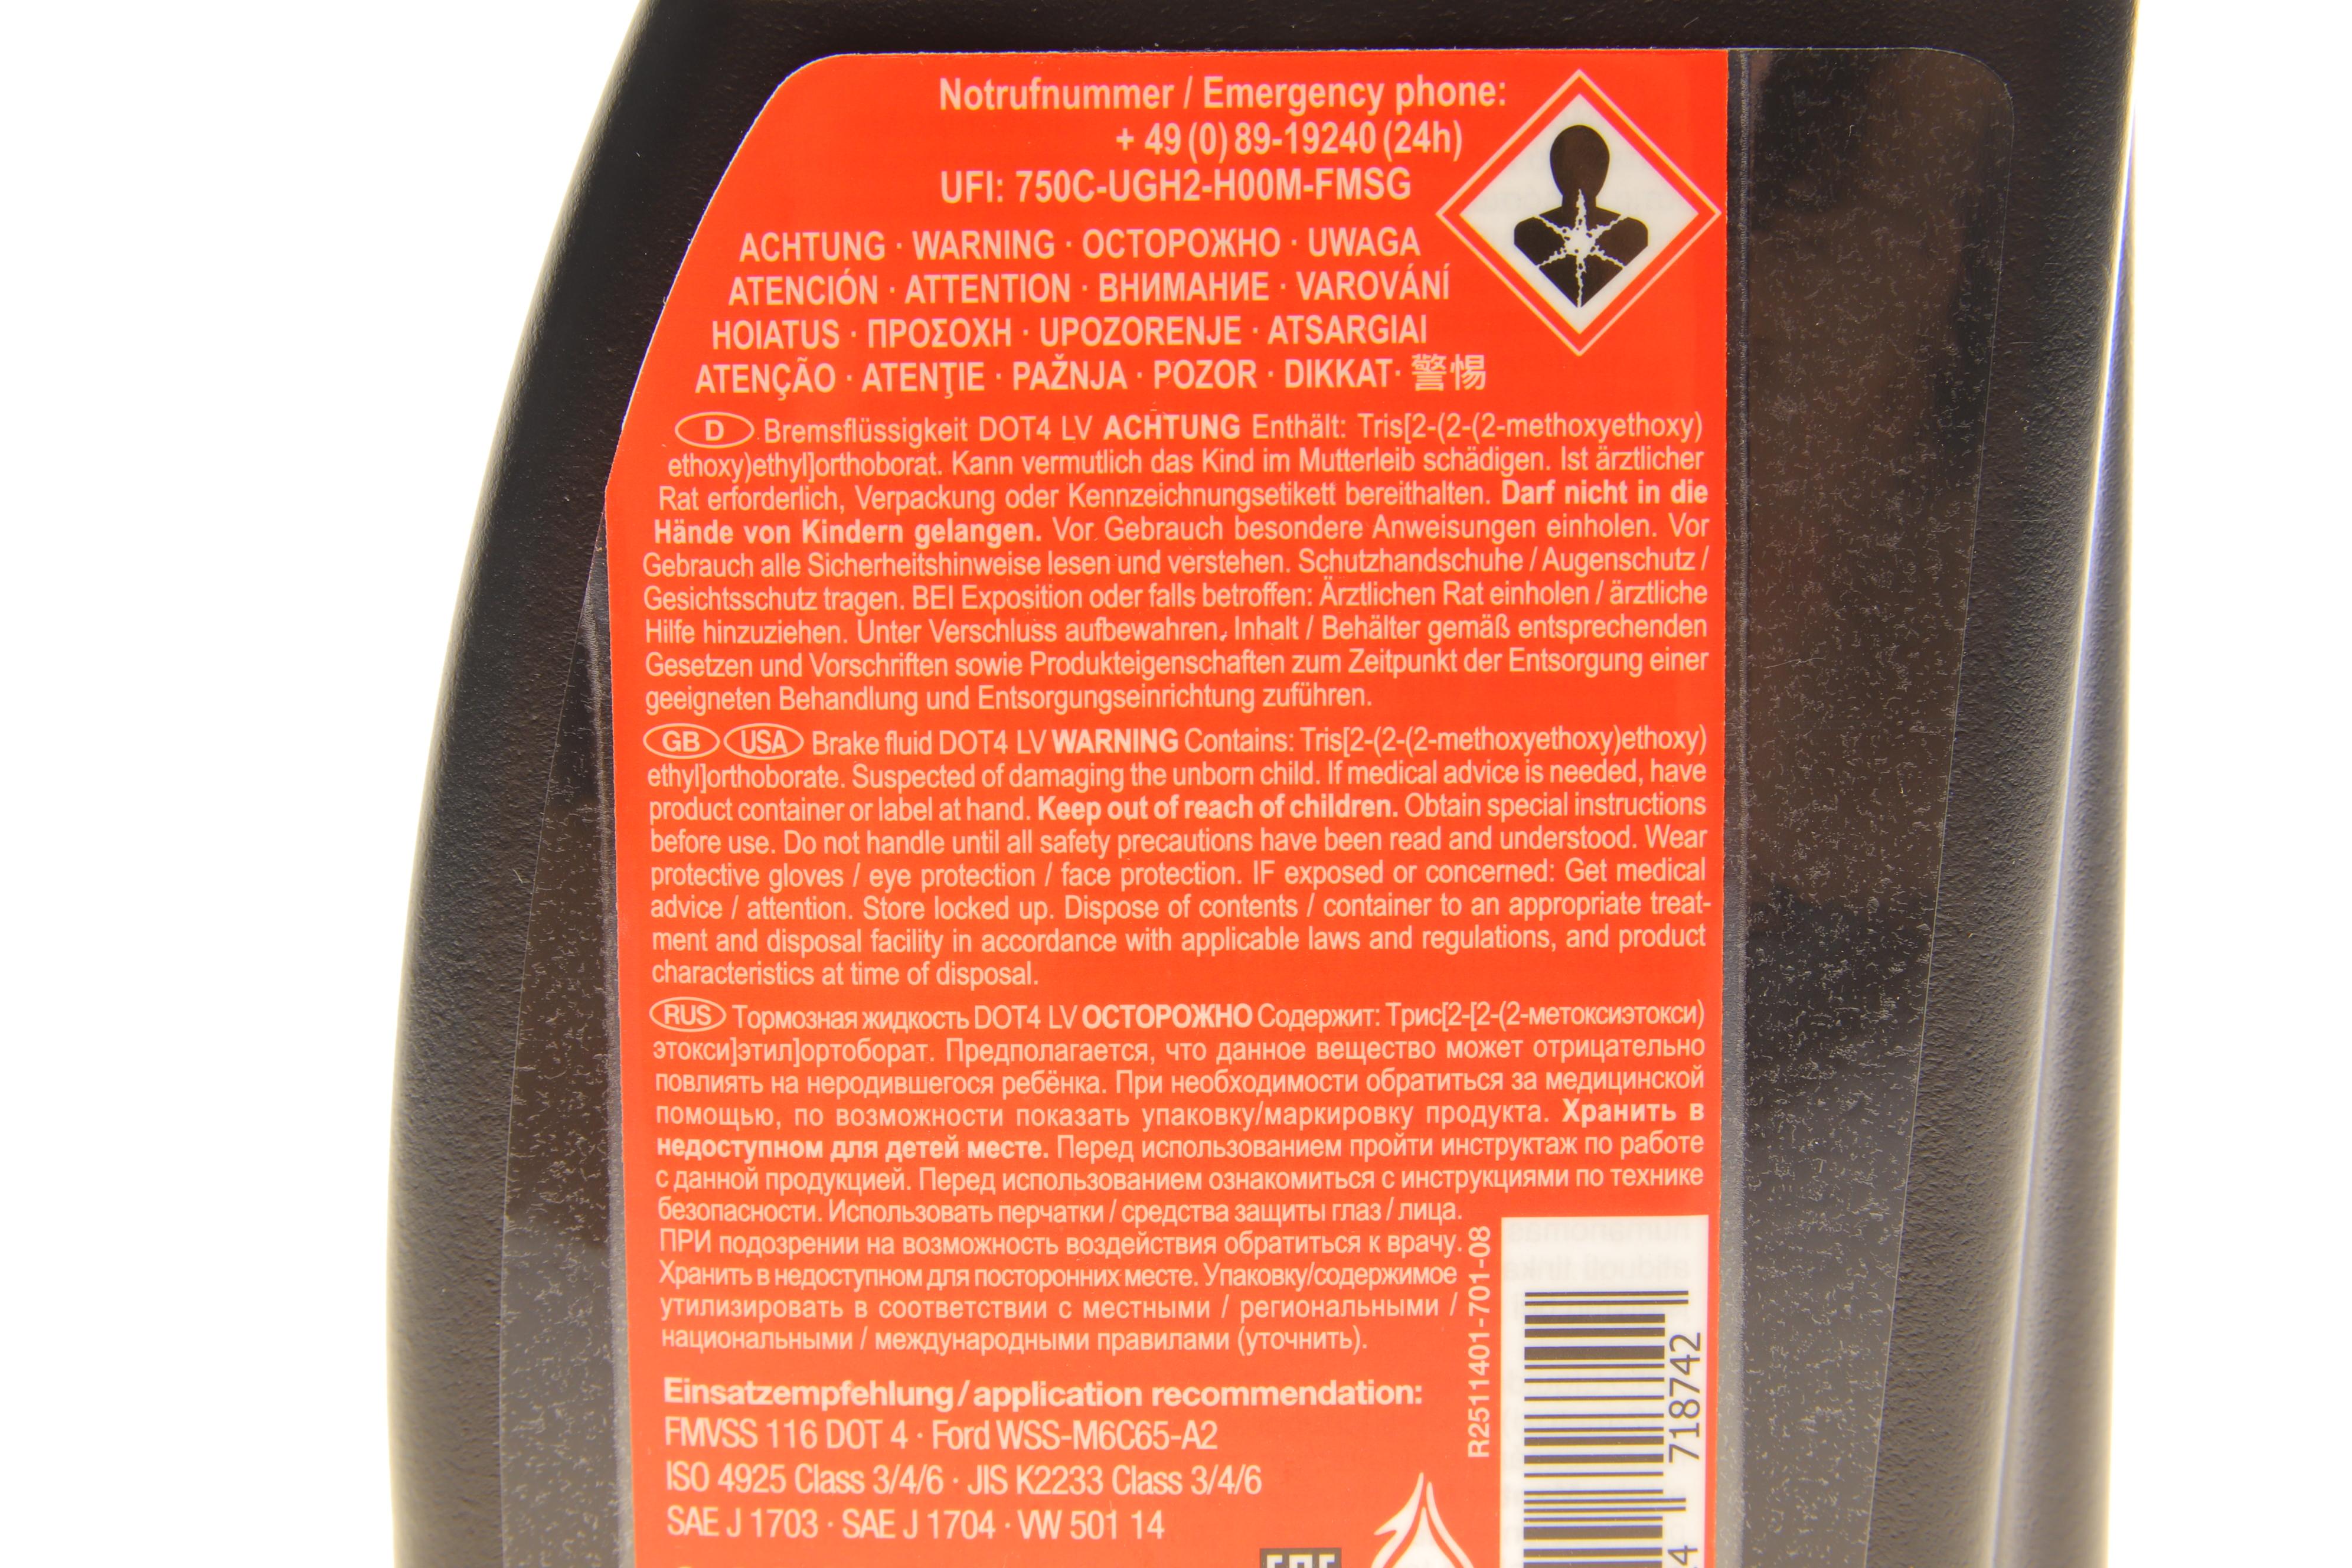 Notrufnummer / Emergency phone:
+ 49 (0) 89-19240 (24h)
UFI: 750C-UGH2-H00M-FMSG
ACHTUNG · WARNING · ОСТОРОЖНО · UWAGA
ATENCIÓN · ATTENTION · ВНИМАНИЕ · VAROVÁNÍ
HOIATUS · ΠΡΟΣΟΧΗ · UPOZORENJE · ATSARGIAI
ATENÇÃO · ATENŢIE · PAŽNJA · POZOR · DIKKAT· 警惕
D Bremsflüssigkeit DOT4 LV ACHTUNG Enthält: Tris[2-(2-(2-methoxyethoxy)
ethoxy)ethyl]orthoborat. Kann vermutlich das Kind im Mutterleib schädigen. Ist ärztlicher
Rat erforderlich, Verpackung oder Kennzeichnungsetikett bereithalten. Darf nicht in die
Hände von Kindern gelangen. Vor Gebrauch besondere Anweisungen einholen. Vor
Gebrauch alle Sicherheitshinweise lesen und verstehen. Schutzhandschuhe / Augenschutz /
Gesichtsschutz tragen. BEI Exposition oder falls betroffen: Ärztlichen Rat einholen / ärztliche
Hilfe hinzuziehen. Unter Verschluss aufbewahren. Inhalt / Behälter gemäß entsprechenden
Gesetzen und Vorschriften sowie Produkteigenschaften zum Zeitpunkt der Entsorgung einer
geeigneten Behandlung und Entsorgungseinrichtung zuführen.
GB USA Brake fluid DOT4 LV WARNING Contains: Tris[2-(2-(2-methoxyethoxy)ethoxy)
ethyl]orthoborate. Suspected of damaging the unborn child. If medical advice is needed, have
product container or label at hand. Keep out of reach of children. Obtain special instructions
before use. Do not handle until all safety precautions have been read and understood. Wear
protective gloves / eye protection / face protection. IF exposed or concerned: Get medical
advice / attention. Store locked up. Dispose of contents / container to an appropriate treat-
ment and disposal facility in accordance with applicable laws and regulations, and product
characteristics at time of disposal.
RUS Тормозная жидкость DOT4 LV ОСТОРОЖНО Содержит: Трис[2-[2-(2-метоксиэтокси)
этокси]этил]ортоборат. Предполагается, что данное вещество может отрицательно
повлиять на неродившегося ребёнка. При необходимости обратиться за медицинской
помощью, по возможности показать упаковку/маркировку продукта. Хранить в
недоступном для детей месте. Перед использованием пройти инструктаж по работе
с данной продукцией. Перед использованием ознакомиться с инструкциями по технике
безопасности. Использовать перчатки / средства защиты глаз / лица.
ПРИ подозрении на возможность воздействия обратиться к врачу.
Хранить в недоступном для посторонних месте. Упаковку/содержимое
утилизировать в соответствии с местными / региональными /
национальными / международными правилами (уточнить).
Einsatzempfehlung / application recommendation:
FMVSS 116 DOT 4 · Ford WSS-M6C65-A2
ISO 4925 Class 3/4/6 · JIS K2233 Class 3/4/6
SAE J 1703 · SAE J 1704 · VW 501 14
R2511401-701-08
718742